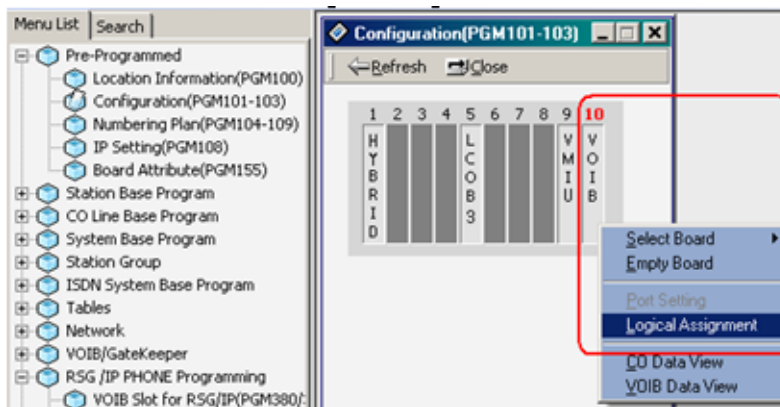 Menu List Search
Pre-Programmed
Location Information(PGM100)
Configuration(PGM101-103)
Numbering Plan(PGM104-109)
IP Setting(PGM108)
Board Attribute(PGM155)
Station Base Program
CO Line Base Program
System Base Program
Station Group
ISDN System Base Program
Tables
Network
VOIB/GateKeeper
RSG /IP PHONE Programming
VOIB Slot for RSG/IP(PGM380/
Configuration(PGM101-103)
Refresh Close
1 2 3 4 5 6 7 8 9 10
HYBRID
LCOB3
VMIU
VOIB
Select Board
Empty Board
Port Setting
Logical Assignment
CO Data View
VOIB Data View